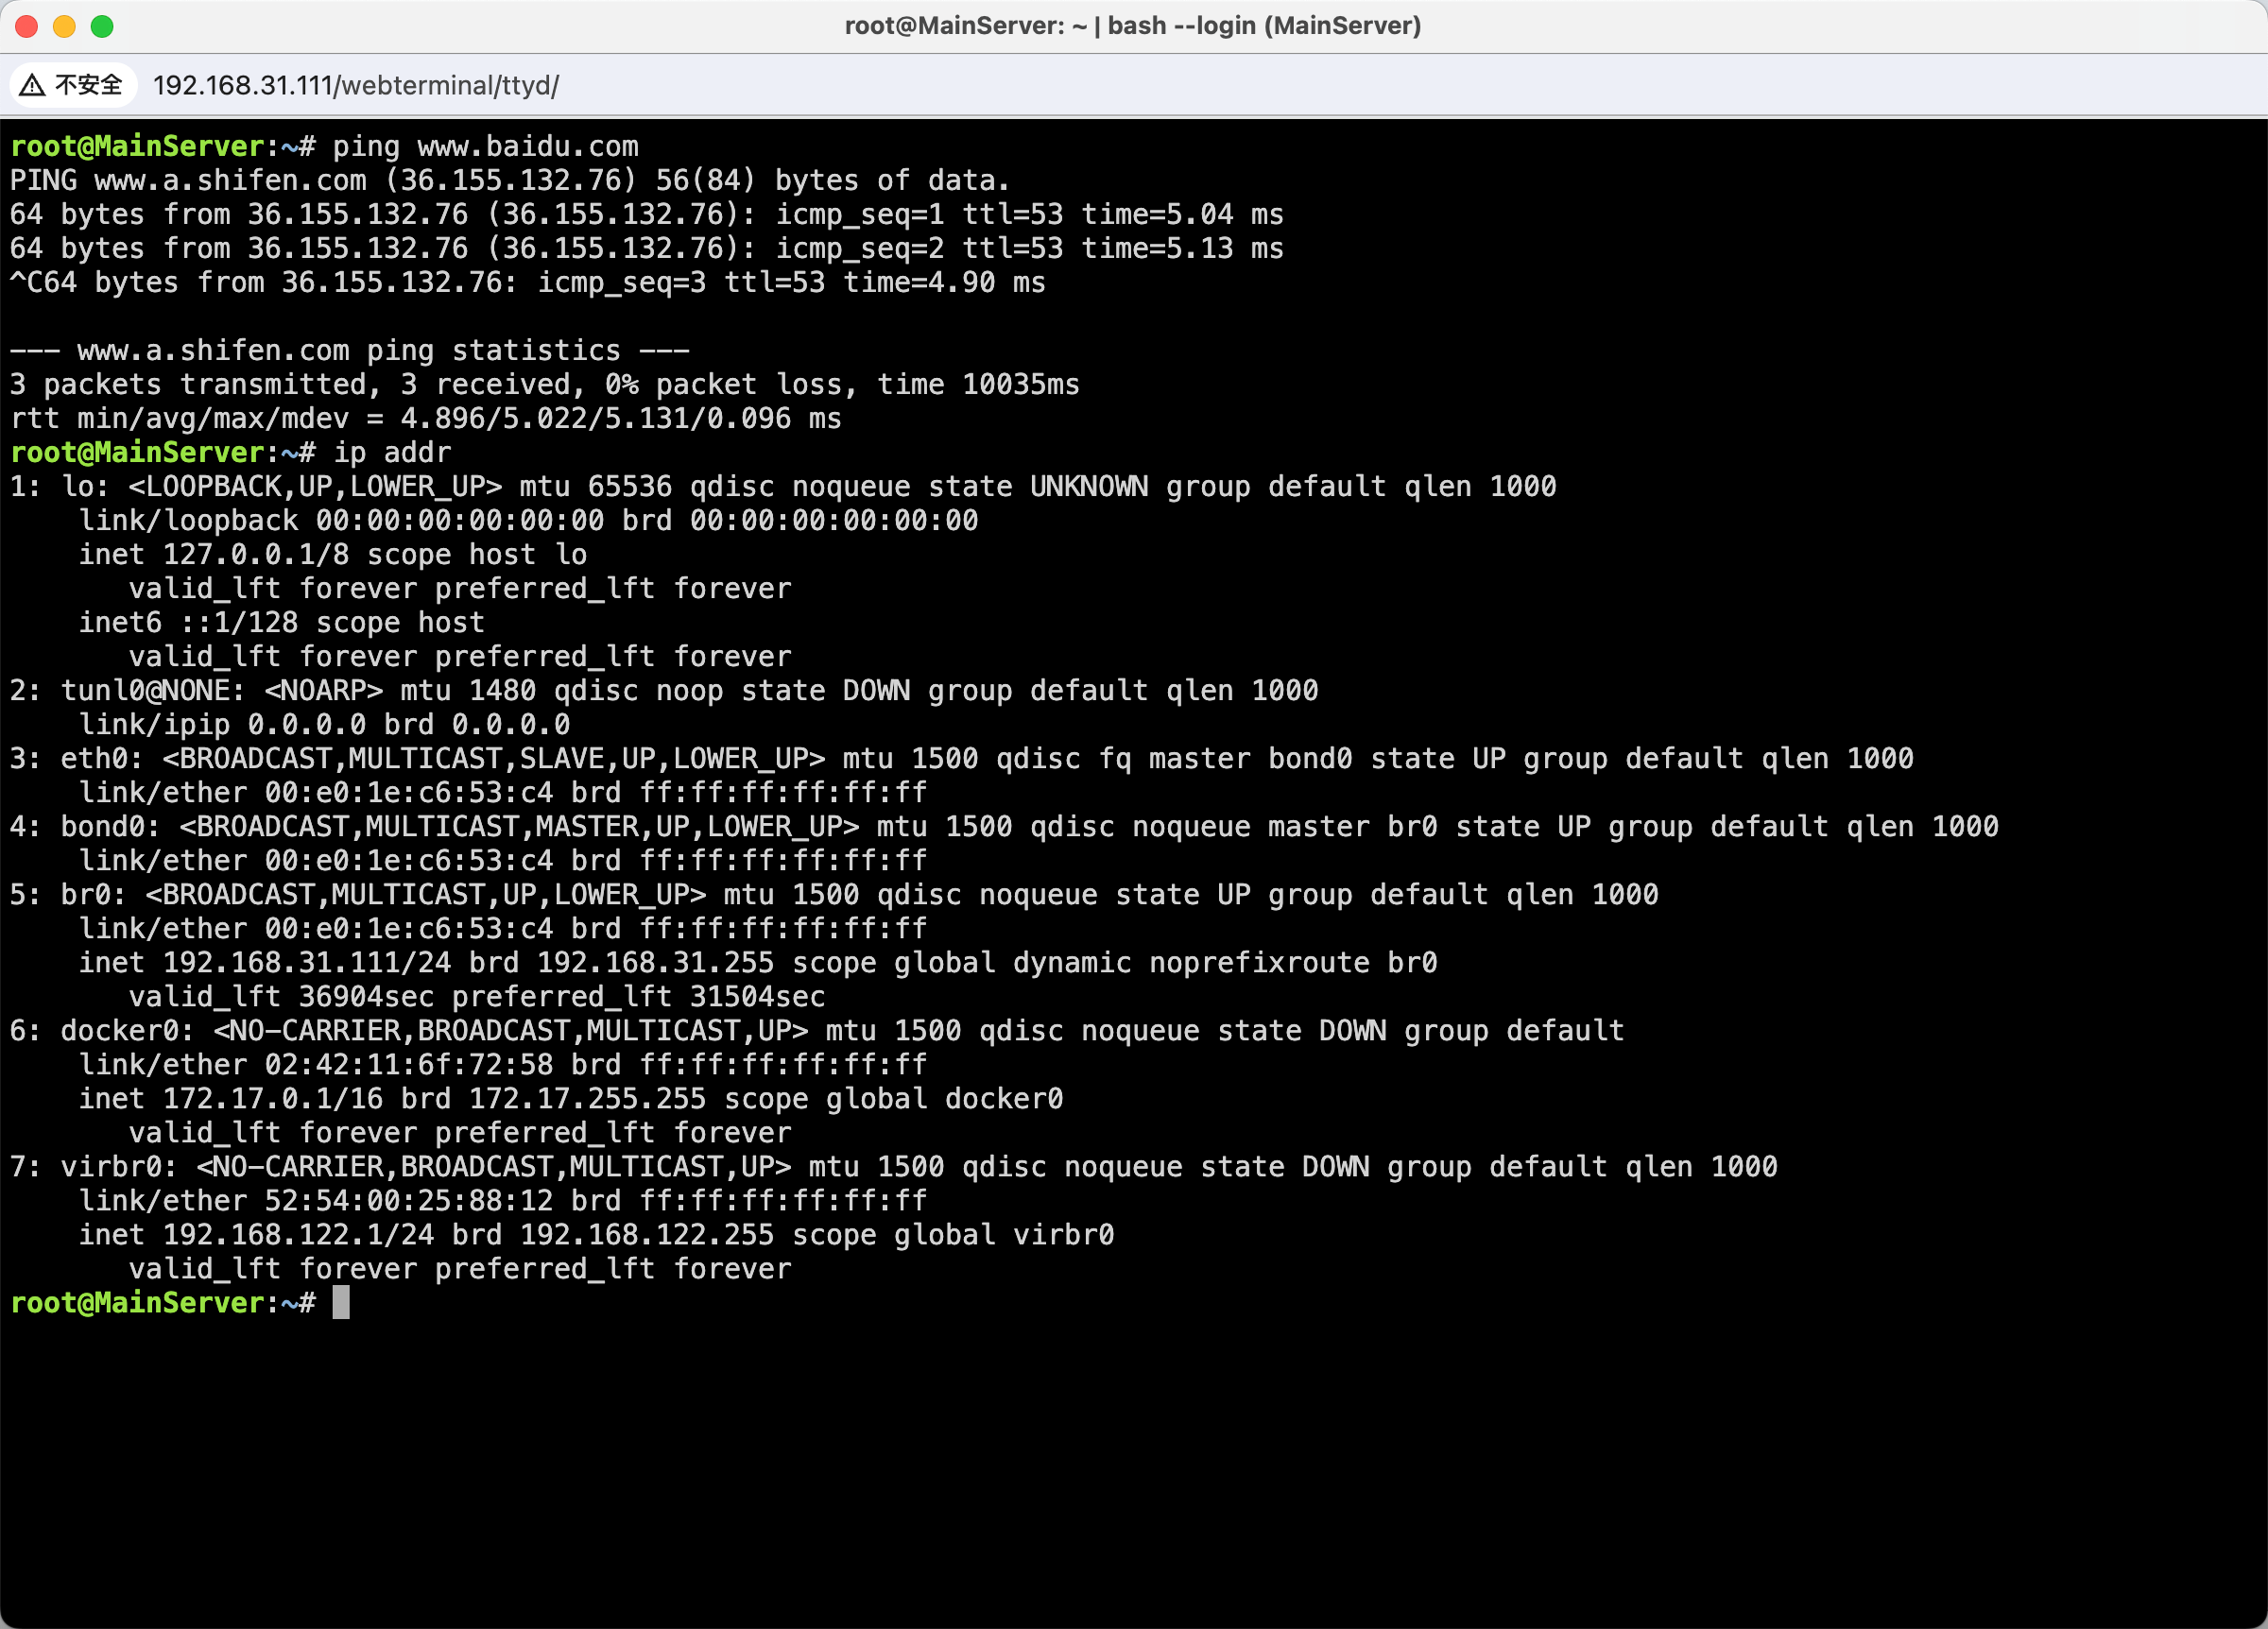 root@MainServer: ~ | bash --login (MainServer)
不安全 192.168.31.111/webterminal/ttyd/
root@MainServer:~# ping www.baidu.com
PING www.a.shifen.com (36.155.132.76) 56(84) bytes of data.
64 bytes from 36.155.132.76 (36.155.132.76): icmp_seq=1 ttl=53 time=5.04 ms
64 bytes from 36.155.132.76 (36.155.132.76): icmp_seq=2 ttl=53 time=5.13 ms
^C64 bytes from 36.155.132.76: icmp_seq=3 ttl=53 time=4.90 ms

--- www.a.shifen.com ping statistics ---
3 packets transmitted, 3 received, 0% packet loss, time 10035ms
rtt min/avg/max/mdev = 4.896/5.022/5.131/0.096 ms
root@MainServer:~# ip addr
1: lo: <LOOPBACK,UP,LOWER_UP> mtu 65536 qdisc noqueue state UNKNOWN group default qlen 1000
    link/loopback 00:00:00:00:00:00 brd 00:00:00:00:00:00
    inet 127.0.0.1/8 scope host lo
       valid_lft forever preferred_lft forever
    inet6 ::1/128 scope host
       valid_lft forever preferred_lft forever
2: tunl0@NONE: <NOARP> mtu 1480 qdisc noop state DOWN group default qlen 1000
    link/ipip 0.0.0.0 brd 0.0.0.0
3: eth0: <BROADCAST,MULTICAST,SLAVE,UP,LOWER_UP> mtu 1500 qdisc fq master bond0 state UP group default qlen 1000
    link/ether 00:e0:1e:c6:53:c4 brd ff:ff:ff:ff:ff:ff
4: bond0: <BROADCAST,MULTICAST,MASTER,UP,LOWER_UP> mtu 1500 qdisc noqueue master br0 state UP group default qlen 1000
    link/ether 00:e0:1e:c6:53:c4 brd ff:ff:ff:ff:ff:ff
5: br0: <BROADCAST,MULTICAST,UP,LOWER_UP> mtu 1500 qdisc noqueue state UP group default qlen 1000
    link/ether 00:e0:1e:c6:53:c4 brd ff:ff:ff:ff:ff:ff
    inet 192.168.31.111/24 brd 192.168.31.255 scope global dynamic noprefixroute br0
       valid_lft 36904sec preferred_lft 31504sec
6: docker0: <NO-CARRIER,BROADCAST,MULTICAST,UP> mtu 1500 qdisc noqueue state DOWN group default
    link/ether 02:42:11:6f:72:58 brd ff:ff:ff:ff:ff:ff
    inet 172.17.0.1/16 brd 172.17.255.255 scope global docker0
       valid_lft forever preferred_lft forever
7: virbr0: <NO-CARRIER,BROADCAST,MULTICAST,UP> mtu 1500 qdisc noqueue state DOWN group default qlen 1000
    link/ether 52:54:00:25:88:12 brd ff:ff:ff:ff:ff:ff
    inet 192.168.122.1/24 brd 192.168.122.255 scope global virbr0
       valid_lft forever preferred_lft forever
root@MainServer:~#